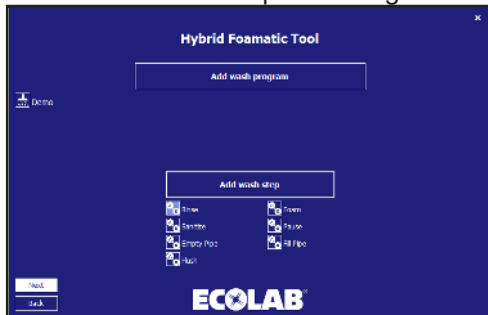 ×
Hybrid Foamatic Tool
Add wash program
Demo
Add wash step
Rinse Foam
Sanitize Pause
Empty Pipe Fill Pipe
Flush
Next
Back
ECOLAB®